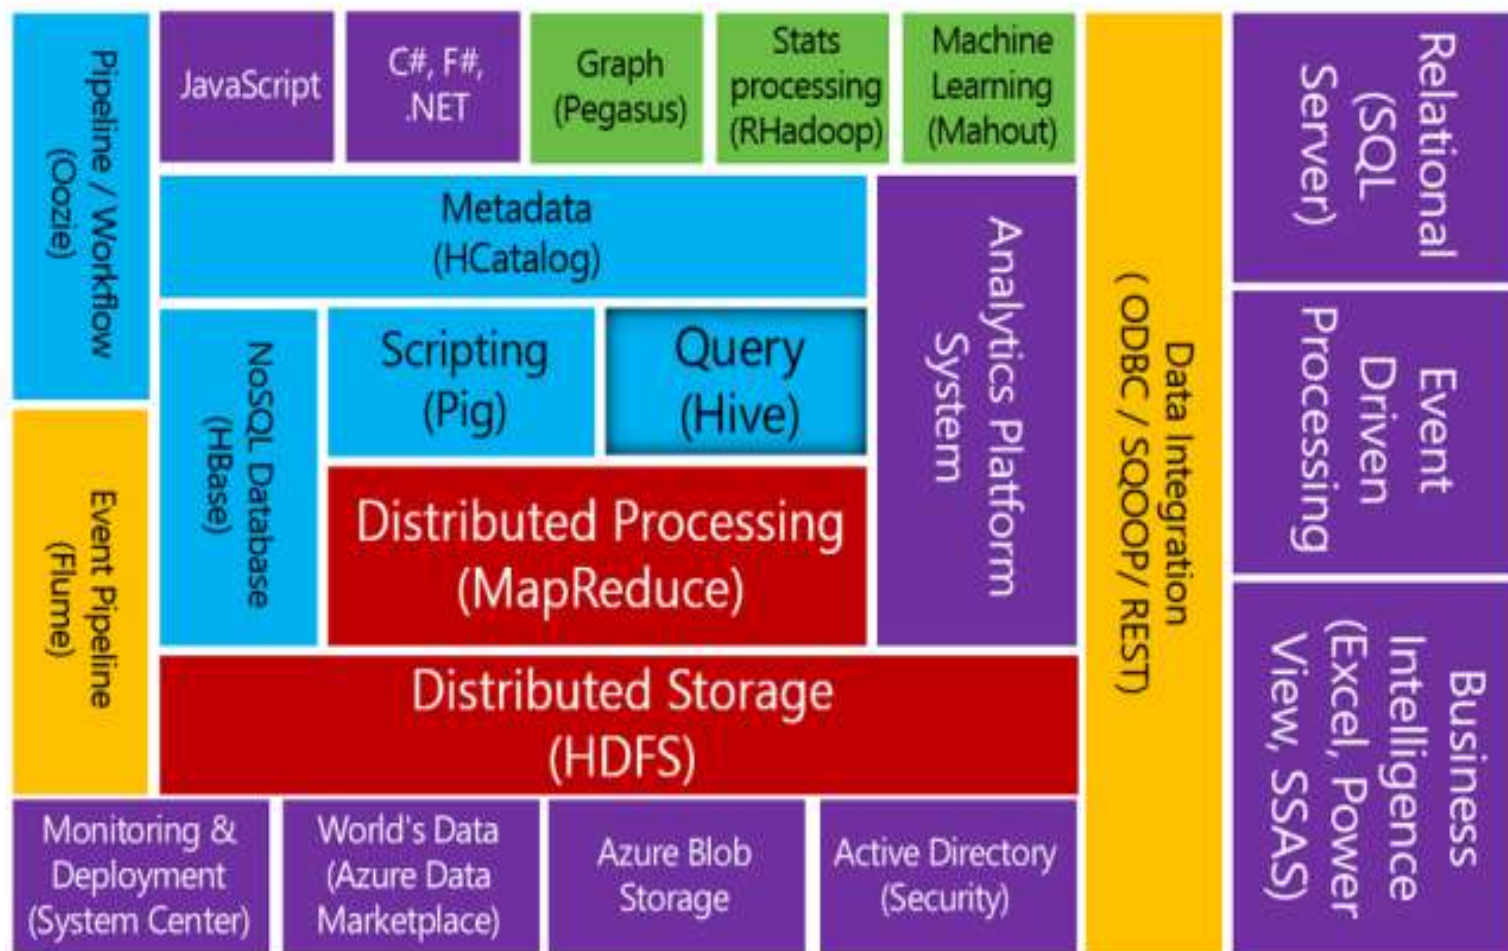 Pipeline / Workflow
(Oozie)
JavaScript
C#, F#,
.NET
Graph
(Pegasus)
Stats
processing
(RHadoop)
Machine
Learning
(Mahout)
Metadata
(HCatalog)
NoSQL Database
(HBase)
Scripting
(Pig)
Query
(Hive)
Analytics Platform
System
Distributed Processing
(MapReduce)
Event Pipeline
(Flume)
Distributed Storage
(HDFS)
Data Integration
( ODBC / SQOOP/ REST)
Relational
(SQL
Server)
Event
Driven
Processing
Business
Intelligence
(Excel, Power
View, SSAS)
Monitoring &
Deployment
(System Center)
World's Data
(Azure Data
Marketplace)
Azure Blob
Storage
Active Directory
(Security)